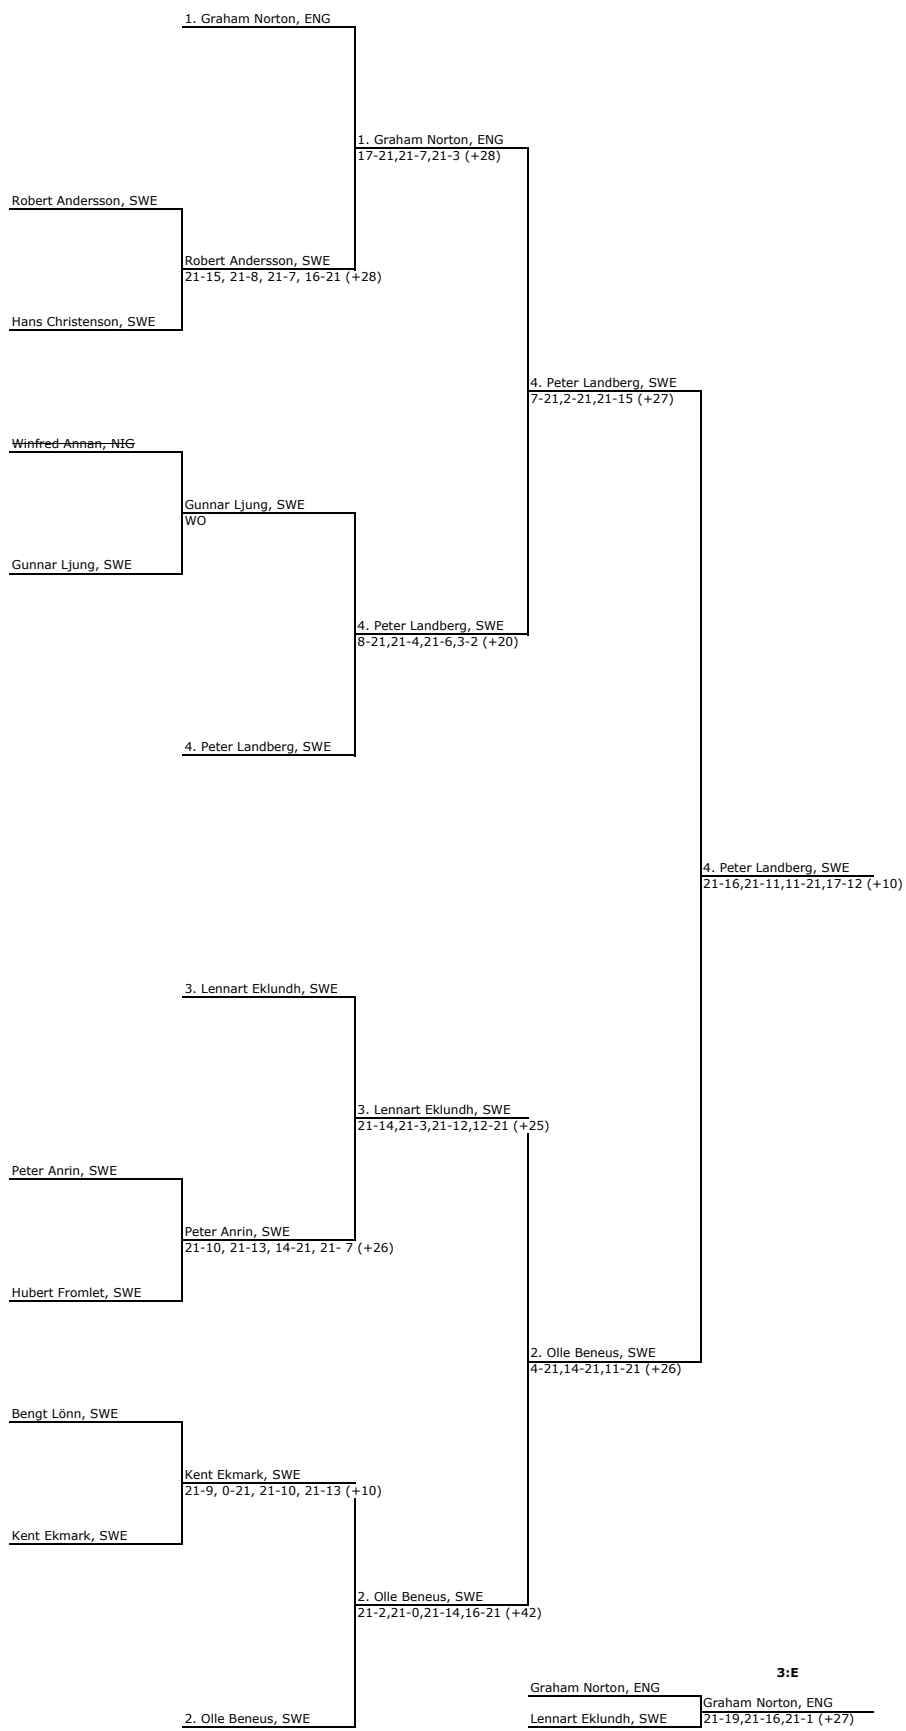 1. Graham Norton, ENG
1. Graham Norton, ENG
17-21,21-7,21-3 (+28)
Robert Andersson, SWE
Robert Andersson, SWE
21-15, 21-8, 21-7, 16-21 (+28)
Hans Christenson, SWE
4. Peter Landberg, SWE
7-21,2-21,21-15 (+27)
Winfred Annan, NIG
Gunnar Ljung, SWE
WO
Gunnar Ljung, SWE
4. Peter Landberg, SWE
8-21,21-4,21-6,3-2 (+20)
4. Peter Landberg, SWE
4. Peter Landberg, SWE
21-16,21-11,11-21,17-12 (+10)
3. Lennart Eklundh, SWE
3. Lennart Eklundh, SWE
21-14,21-3,21-12,12-21 (+25)
Peter Anrin, SWE
Peter Anrin, SWE
21-10, 21-13, 14-21, 21- 7 (+26)
Hubert Fromlet, SWE
2. Olle Beneus, SWE
4-21,14-21,11-21 (+26)
Bengt Lönn, SWE
Kent Ekmark, SWE
21-9, 0-21, 21-10, 21-13 (+10)
Kent Ekmark, SWE
2. Olle Beneus, SWE
21-2,21-0,21-14,16-21 (+42)
3:E
Graham Norton, ENG
Graham Norton, ENG
21-19,21-16,21-1 (+27)
2. Olle Beneus, SWE
Lennart Eklundh, SWE